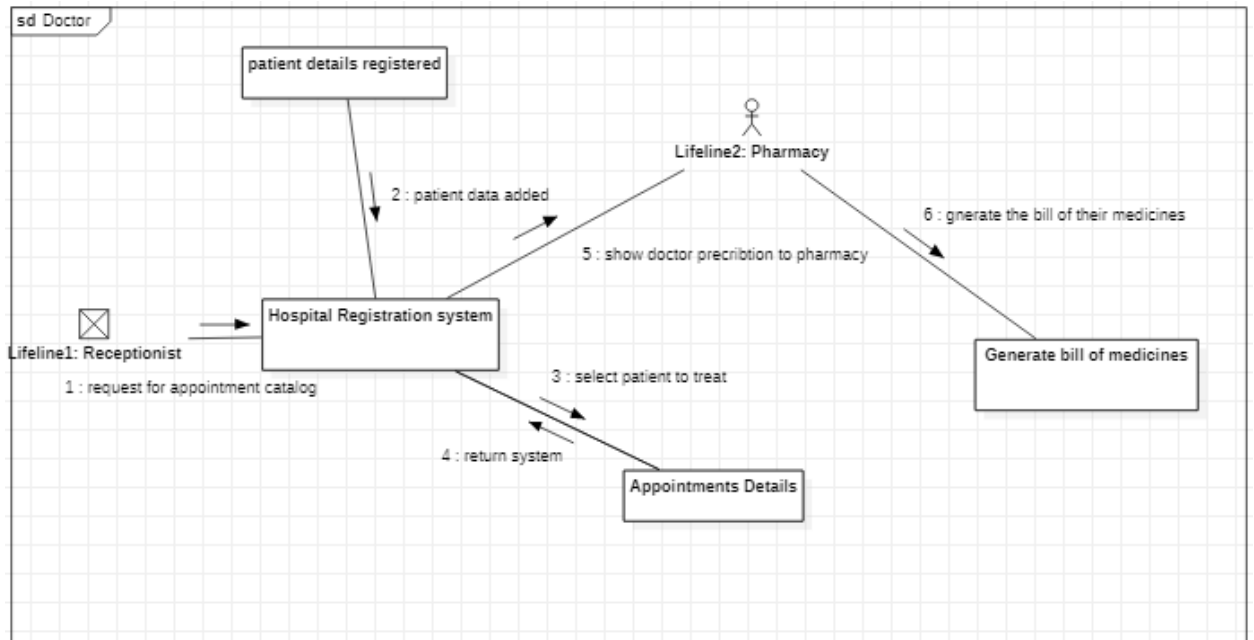 sd Doctor
patient details registered
Lifeline2: Pharmacy
2 : patient data added
6 : gnerate the bill of their medicines
5 : show doctor precribtion to pharmacy
Hospital Registration system
Lifeline1: Receptionist
Generate bill of medicines
1 : request for appointment catalog
3 : select patient to treat
4 : return system
Appointments Details